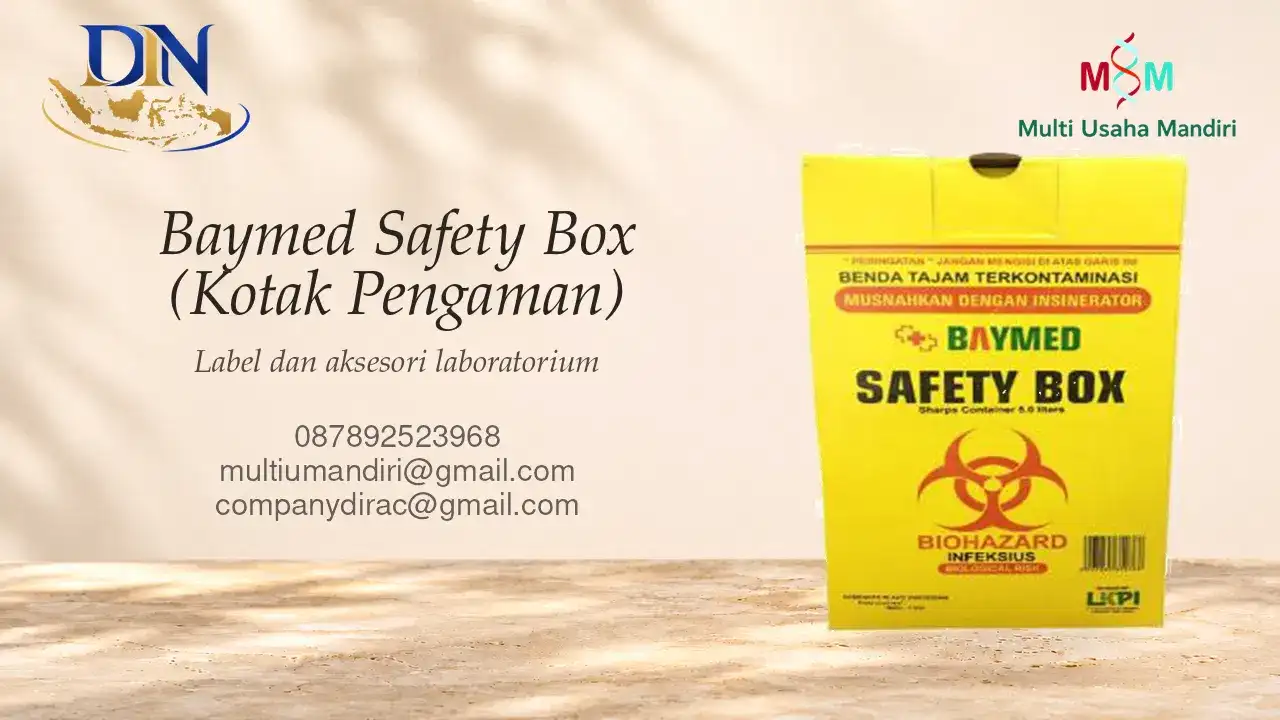 DIN
MSM
Multi Usaha Mandiri
Baymed Safety Box
(Kotak Pengaman)
Label dan aksesori laboratorium
087892523968
multiumandiri@gmail.com
companydirac@gmail.com
" PERINGATAN " JANGAN MENGISI DI ATAS GARIS INI
BENDA TAJAM TERKONTAMINASI
MUSNAHKAN DENGAN INSINERATOR
BAYMED
SAFETY BOX
Sharps Container 5.0 liters
BIOHAZARD
INFEKSIUS
BIOLOGICAL RISK
LKPI